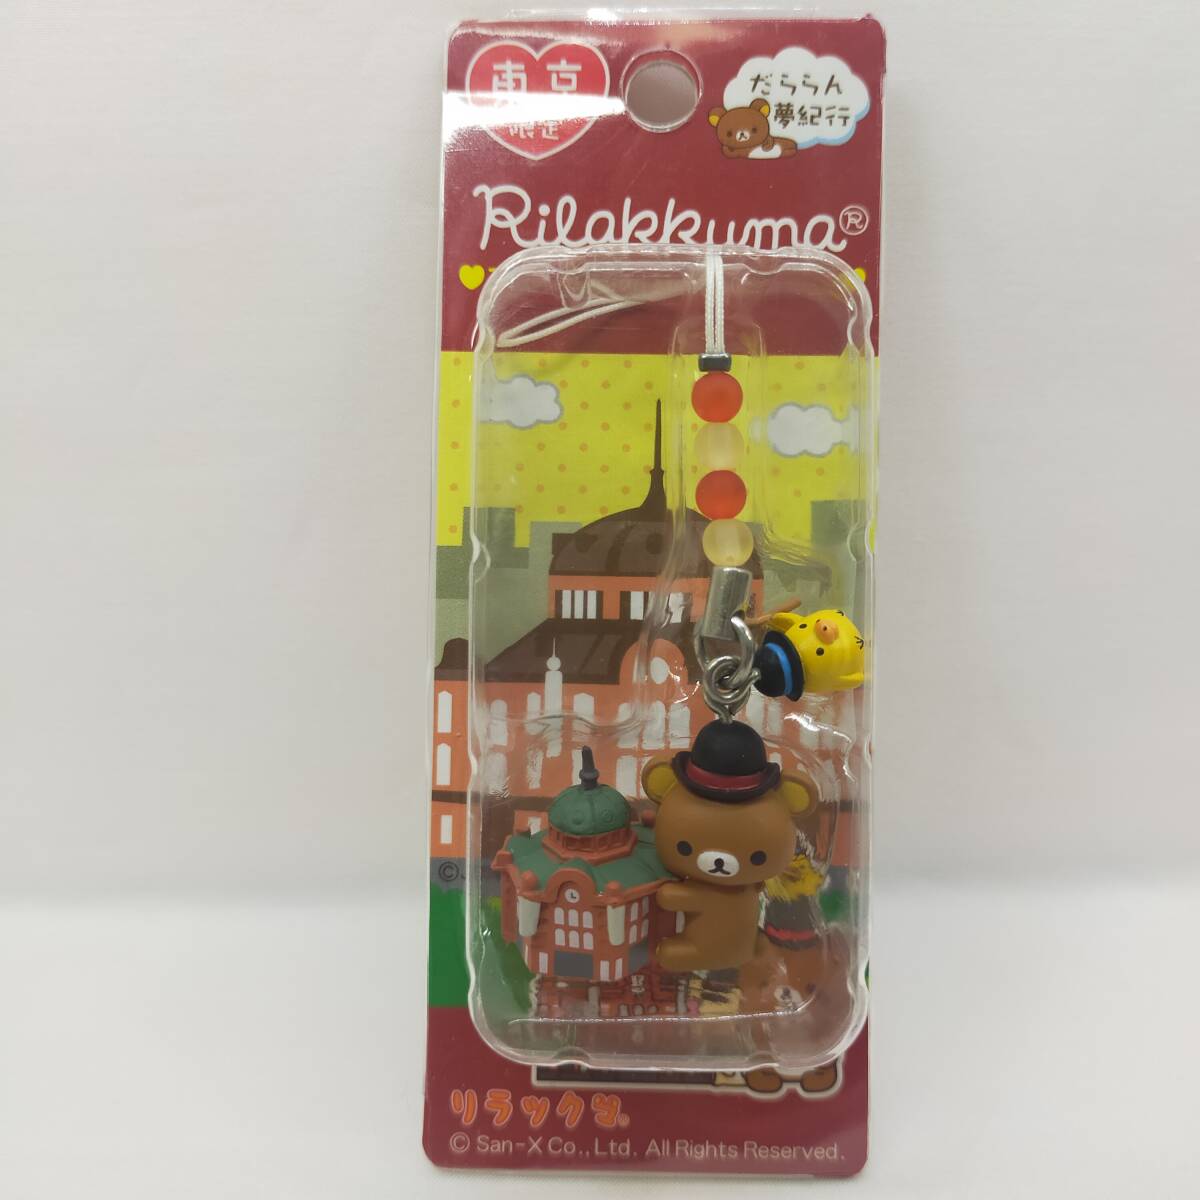 東京
限定
だららん
夢紀行
Rilakkuma®
©
リラックマ®
© San-X Co., Ltd. All Rights Reserved.